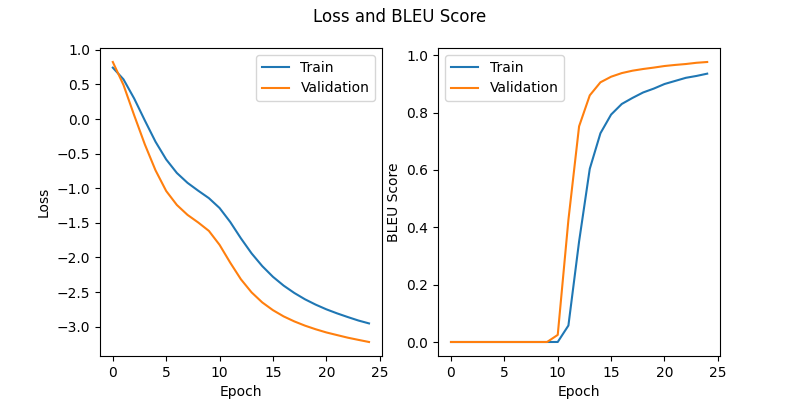 Loss and BLEU Score
Loss
1.0
0.5
0.0
−0.5
−1.0
−1.5
−2.0
−2.5
−3.0
0 5 10 15 20 25
Epoch
Train
Validation
BLEU Score
1.0
0.8
0.6
0.4
0.2
0.0
0 5 10 15 20 25
Epoch
Train
Validation